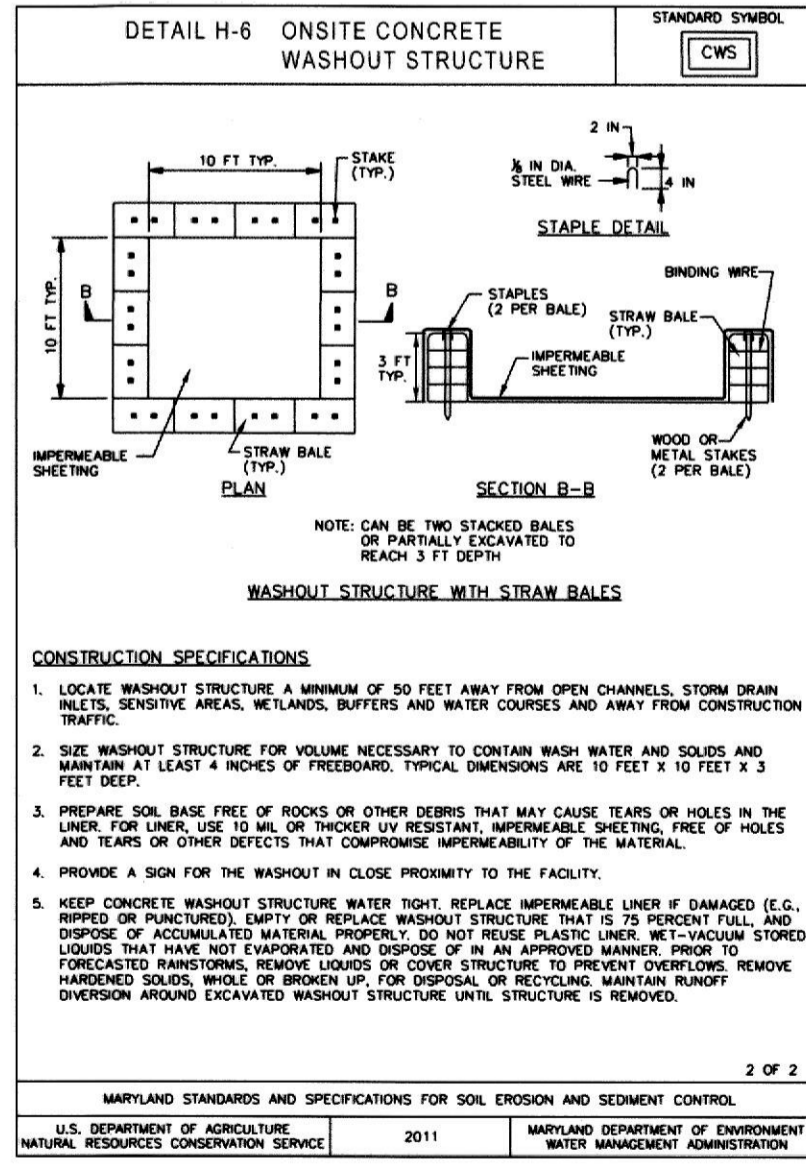 DETAIL H-6 ONSITE CONCRETE
WASHOUT STRUCTURE
STANDARD SYMBOL
CWS
10 FT TYP.
STAKE
(TYP.)
10 FT TYP.
B
B
IMPERMEABLE
SHEETING
STRAW BALE
(TYP.)
PLAN
2 IN
⅛ IN DIA.
STEEL WIRE
4 IN
STAPLE DETAIL
BINDING WIRE
STAPLES
(2 PER BALE)
STRAW BALE
(TYP.)
3 FT
TYP.
IMPERMEABLE
SHEETING
WOOD OR
METAL STAKES
(2 PER BALE)
SECTION B-B
NOTE: CAN BE TWO STACKED BALES
OR PARTIALLY EXCAVATED TO
REACH 3 FT DEPTH
WASHOUT STRUCTURE WITH STRAW BALES
CONSTRUCTION SPECIFICATIONS
1. LOCATE WASHOUT STRUCTURE A MINIMUM OF 50 FEET AWAY FROM OPEN CHANNELS, STORM DRAIN
INLETS, SENSITIVE AREAS, WETLANDS, BUFFERS AND WATER COURSES AND AWAY FROM CONSTRUCTION
TRAFFIC.
2. SIZE WASHOUT STRUCTURE FOR VOLUME NECESSARY TO CONTAIN WASH WATER AND SOLIDS AND
MAINTAIN AT LEAST 4 INCHES OF FREEBOARD. TYPICAL DIMENSIONS ARE 10 FEET X 10 FEET X 3
FEET DEEP.
3. PREPARE SOIL BASE FREE OF ROCKS OR OTHER DEBRIS THAT MAY CAUSE TEARS OR HOLES IN THE
LINER. FOR LINER, USE 10 MIL OR THICKER UV RESISTANT, IMPERMEABLE SHEETING, FREE OF HOLES
AND TEARS OR OTHER DEFECTS THAT COMPROMISE IMPERMEABILITY OF THE MATERIAL.
4. PROVIDE A SIGN FOR THE WASHOUT IN CLOSE PROXIMITY TO THE FACILITY.
5. KEEP CONCRETE WASHOUT STRUCTURE WATER TIGHT. REPLACE IMPERMEABLE LINER IF DAMAGED (E.G.,
RIPPED OR PUNCTURED). EMPTY OR REPLACE WASHOUT STRUCTURE THAT IS 75 PERCENT FULL, AND
DISPOSE OF ACCUMULATED MATERIAL PROPERLY. DO NOT REUSE PLASTIC LINER. WET-VACUUM STORED
LIQUIDS THAT HAVE NOT EVAPORATED AND DISPOSE OF IN AN APPROVED MANNER. PRIOR TO
FORECASTED RAINSTORMS, REMOVE LIQUIDS OR COVER STRUCTURE TO PREVENT OVERFLOWS. REMOVE
HARDENED SOLIDS, WHOLE OR BROKEN UP, FOR DISPOSAL OR RECYCLING. MAINTAIN RUNOFF
DIVERSION AROUND EXCAVATED WASHOUT STRUCTURE UNTIL STRUCTURE IS REMOVED.
2 OF 2
MARYLAND STANDARDS AND SPECIFICATIONS FOR SOIL EROSION AND SEDIMENT CONTROL
U.S. DEPARTMENT OF AGRICULTURE
NATURAL RESOURCES CONSERVATION SERVICE
2011
MARYLAND DEPARTMENT OF ENVIRONMENT
WATER MANAGEMENT ADMINISTRATION